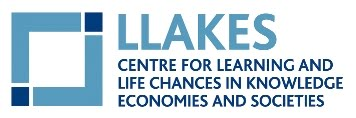 LLAKES
CENTRE FOR LEARNING AND
LIFE CHANCES IN KNOWLEDGE
ECONOMIES AND SOCIETIES